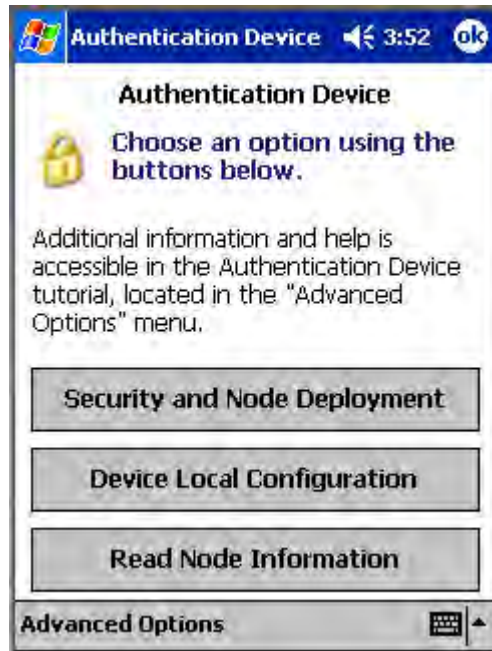 Authentication Device 3:52 ok
Authentication Device
Choose an option using the
buttons below.
Additional information and help is
accessible in the Authentication Device
tutorial, located in the "Advanced
Options" menu.
Security and Node Deployment
Device Local Configuration
Read Node Information
Advanced Options